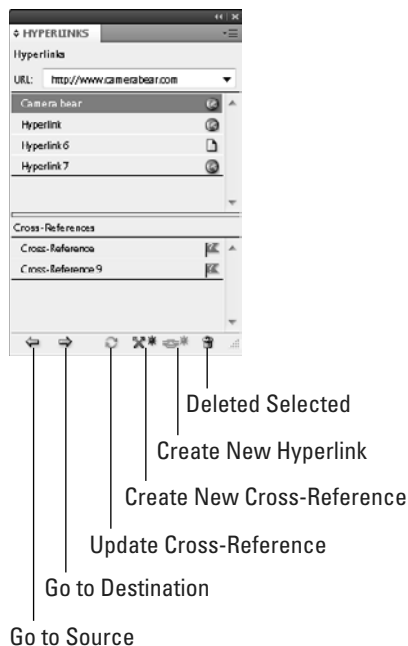 HYPERLINKS
Hyperlinks
URL: http://www.camerabear.com
Camera bear
Hyperlink
Hyperlink 6
Hyperlink 7
Cross-References
Cross-Reference
Cross-Reference 9
Deleted Selected
Create New Hyperlink
Create New Cross-Reference
Update Cross-Reference
Go to Destination
Go to Source